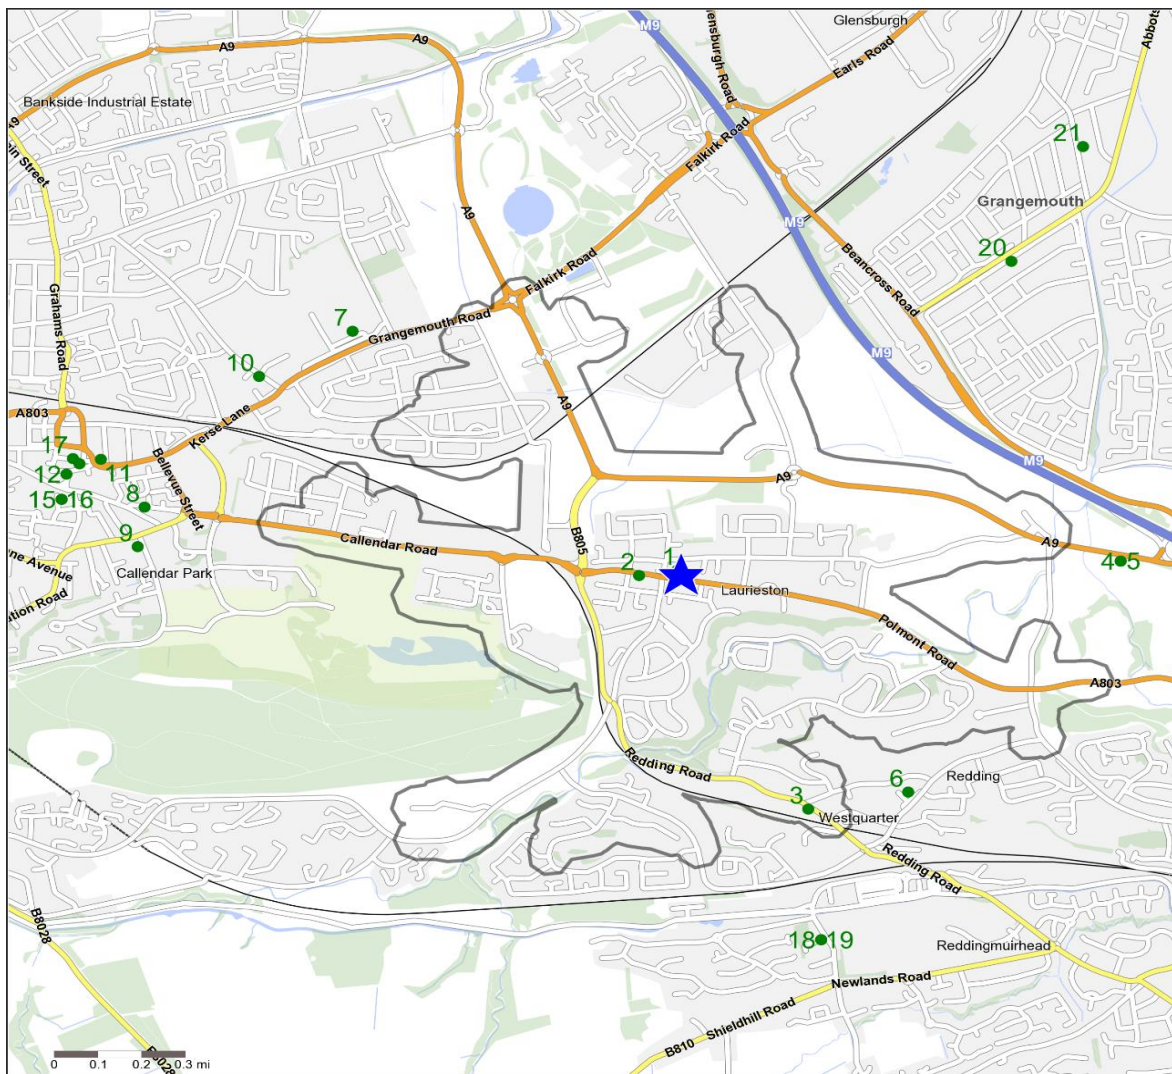 Glensburgh
M9
Abbots
A9
A9
Glensburgh Road
Earls Road
Bankside Industrial Estate
Falkirk Road
21
Grangemouth
M9
A9
Falkirk Road
20
Beancross Road
Grahams Road
7
Grangemouth Road
10
M9
A9
A803
Kerse Lane
17
11
12
Bellevue Street
M9
A9
15 16
8
B805
9
Callendar Road
A9
2
1
4 5
Callendar Park
Laurieston
Polmont Road
A803
Redding Road
6
Redding
3
Westquarter
Redding Road
B8028
18 19
Reddingmuirhead
Newlands Road
Shieldhill Road
B810
B8028
0 0.1 0.2 0.3 mi